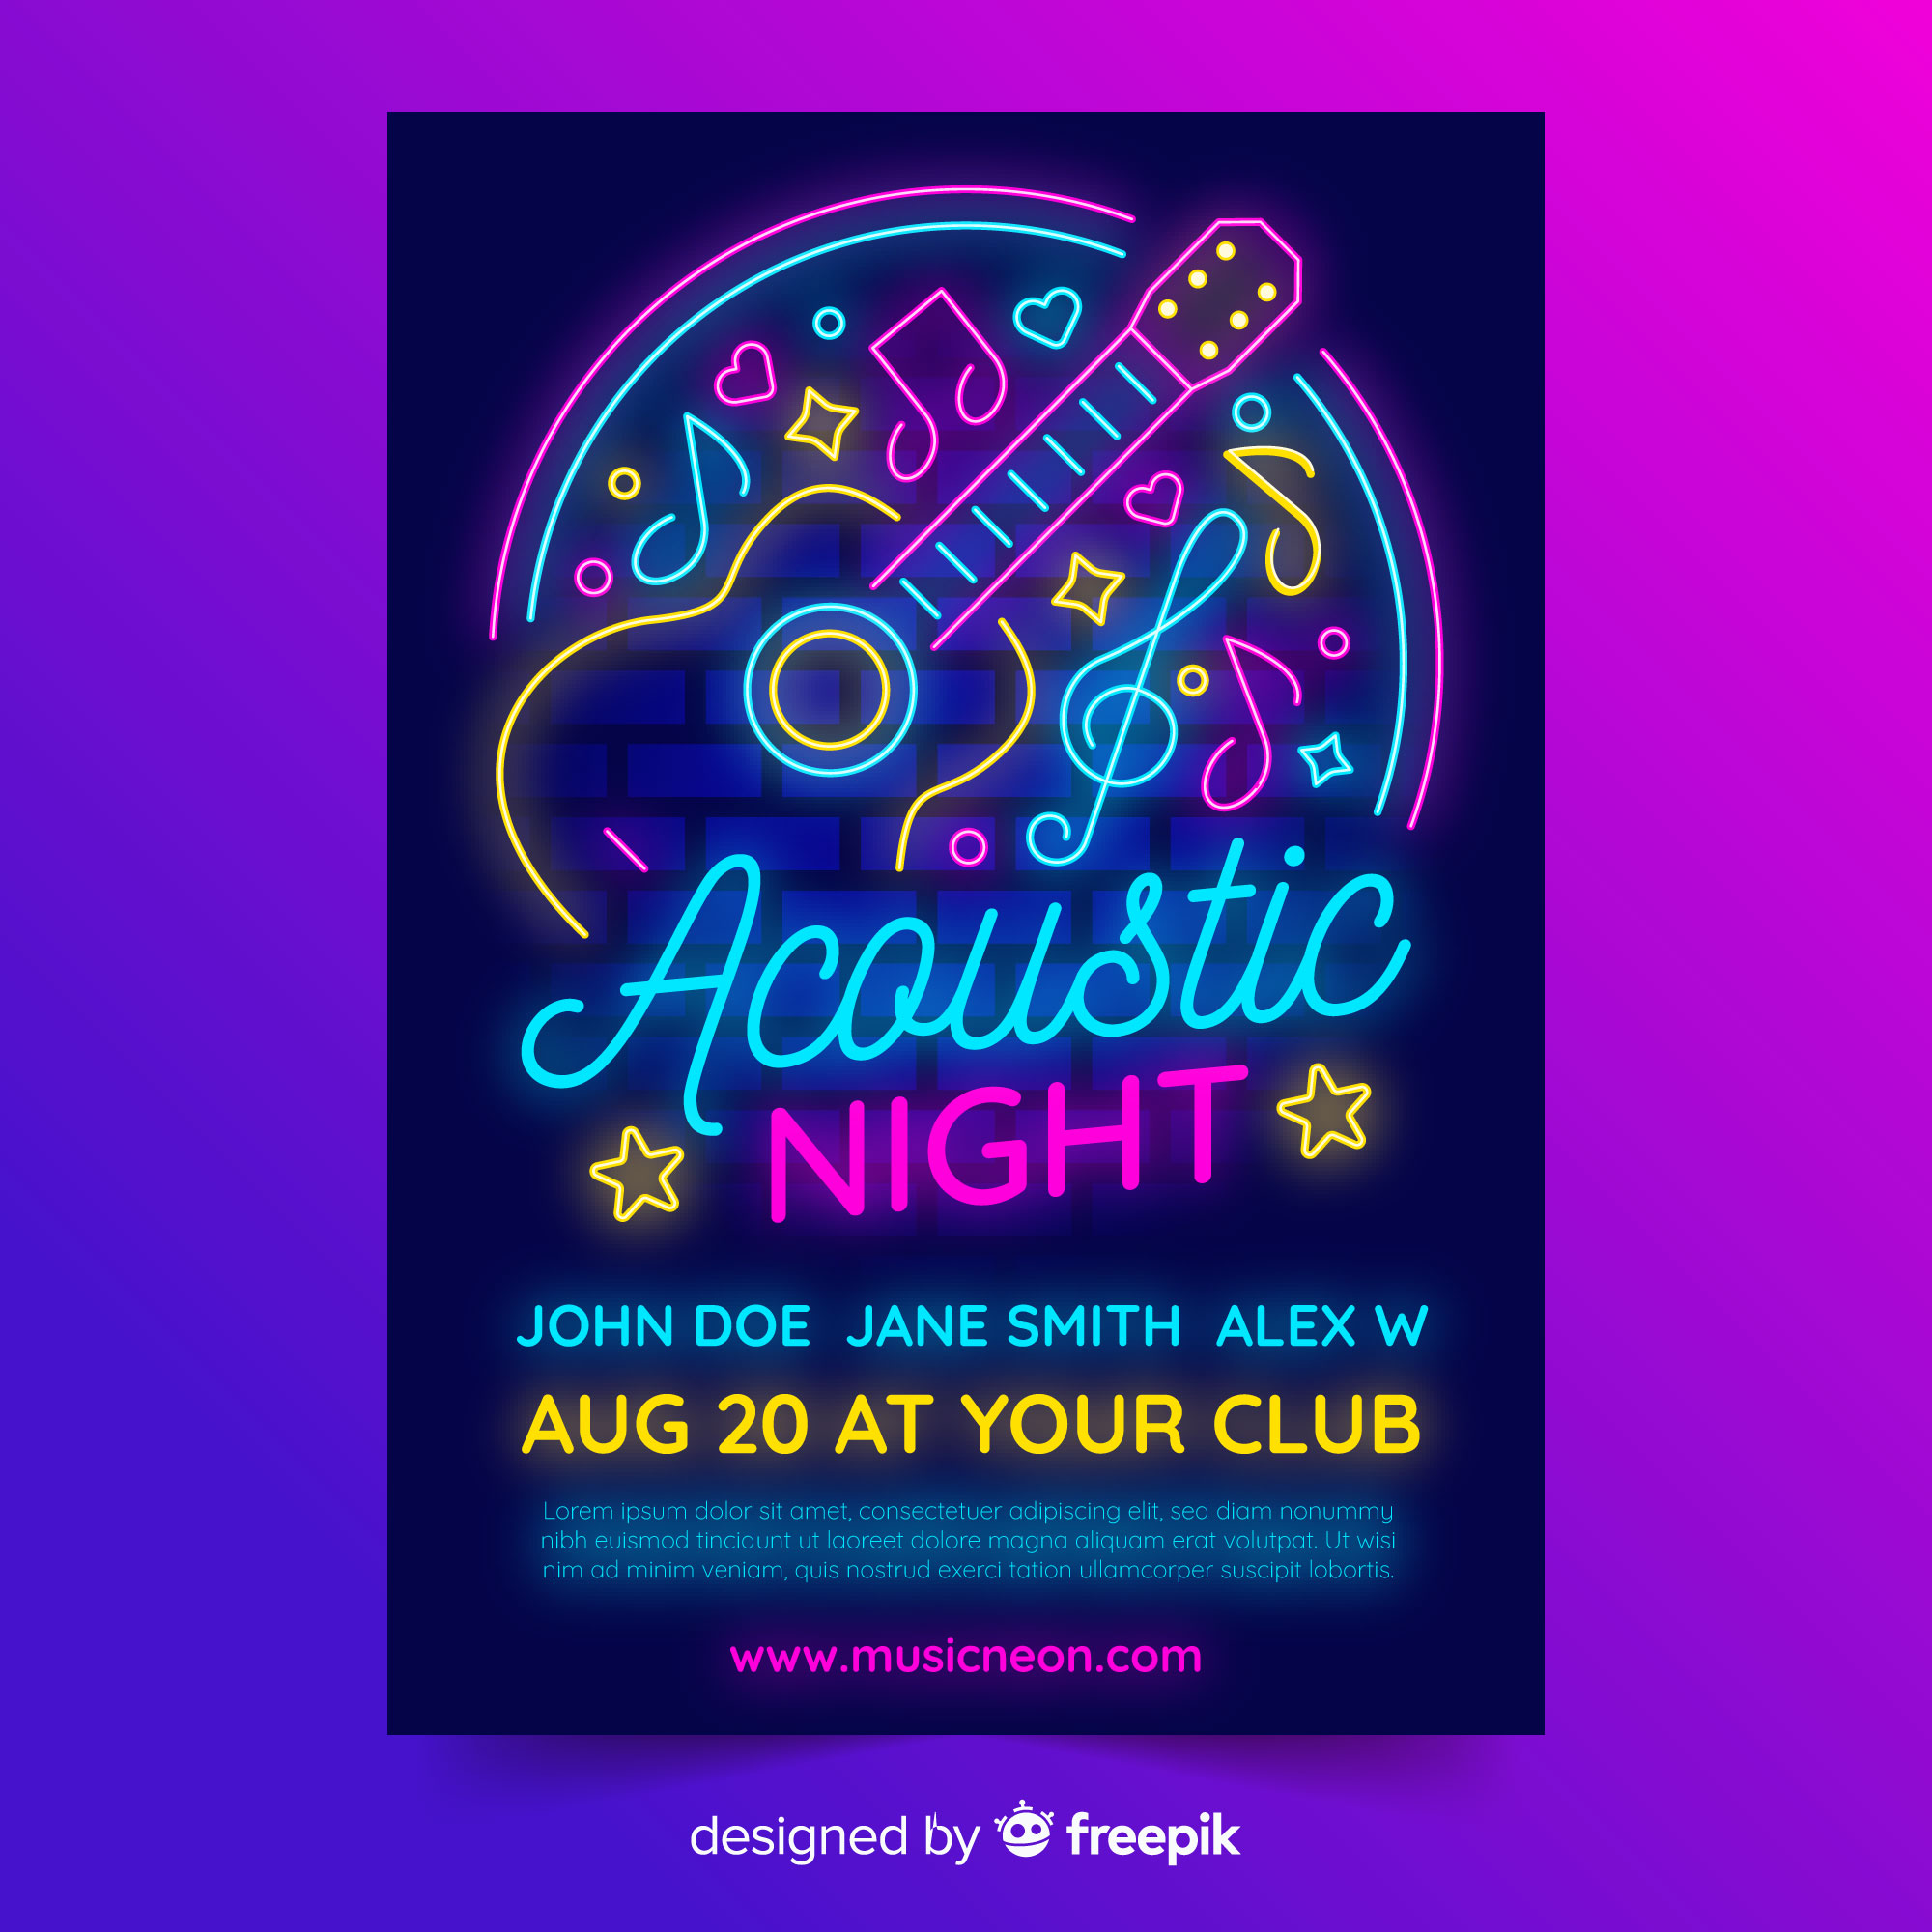 Acoustic
NIGHT
JOHN DOE JANE SMITH ALEX W
AUG 20 AT YOUR CLUB
Lorem ipsum dolor sit amet, consectetuer adipiscing elit, sed diam nonummy
nibh euismod tincidunt ut laoreet dolore magna aliquam erat volutpat. Ut wisi
nim ad minim veniam, quis nostrud exerci tation ullamcorper suscipit lobortis.
www.musicneon.com
designed by freepik